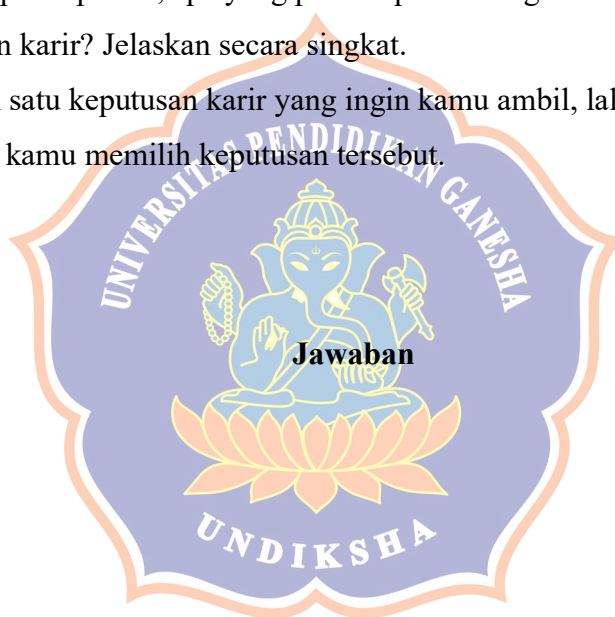 n karir? Jelaskan secara singkat.
satu keputusan karir yang ingin kamu ambil, lal
kamu memilih keputusan tersebut.
UNIVERSITAS PENDIDIKAN GANESHA
Jawaban
UNDIKSHA